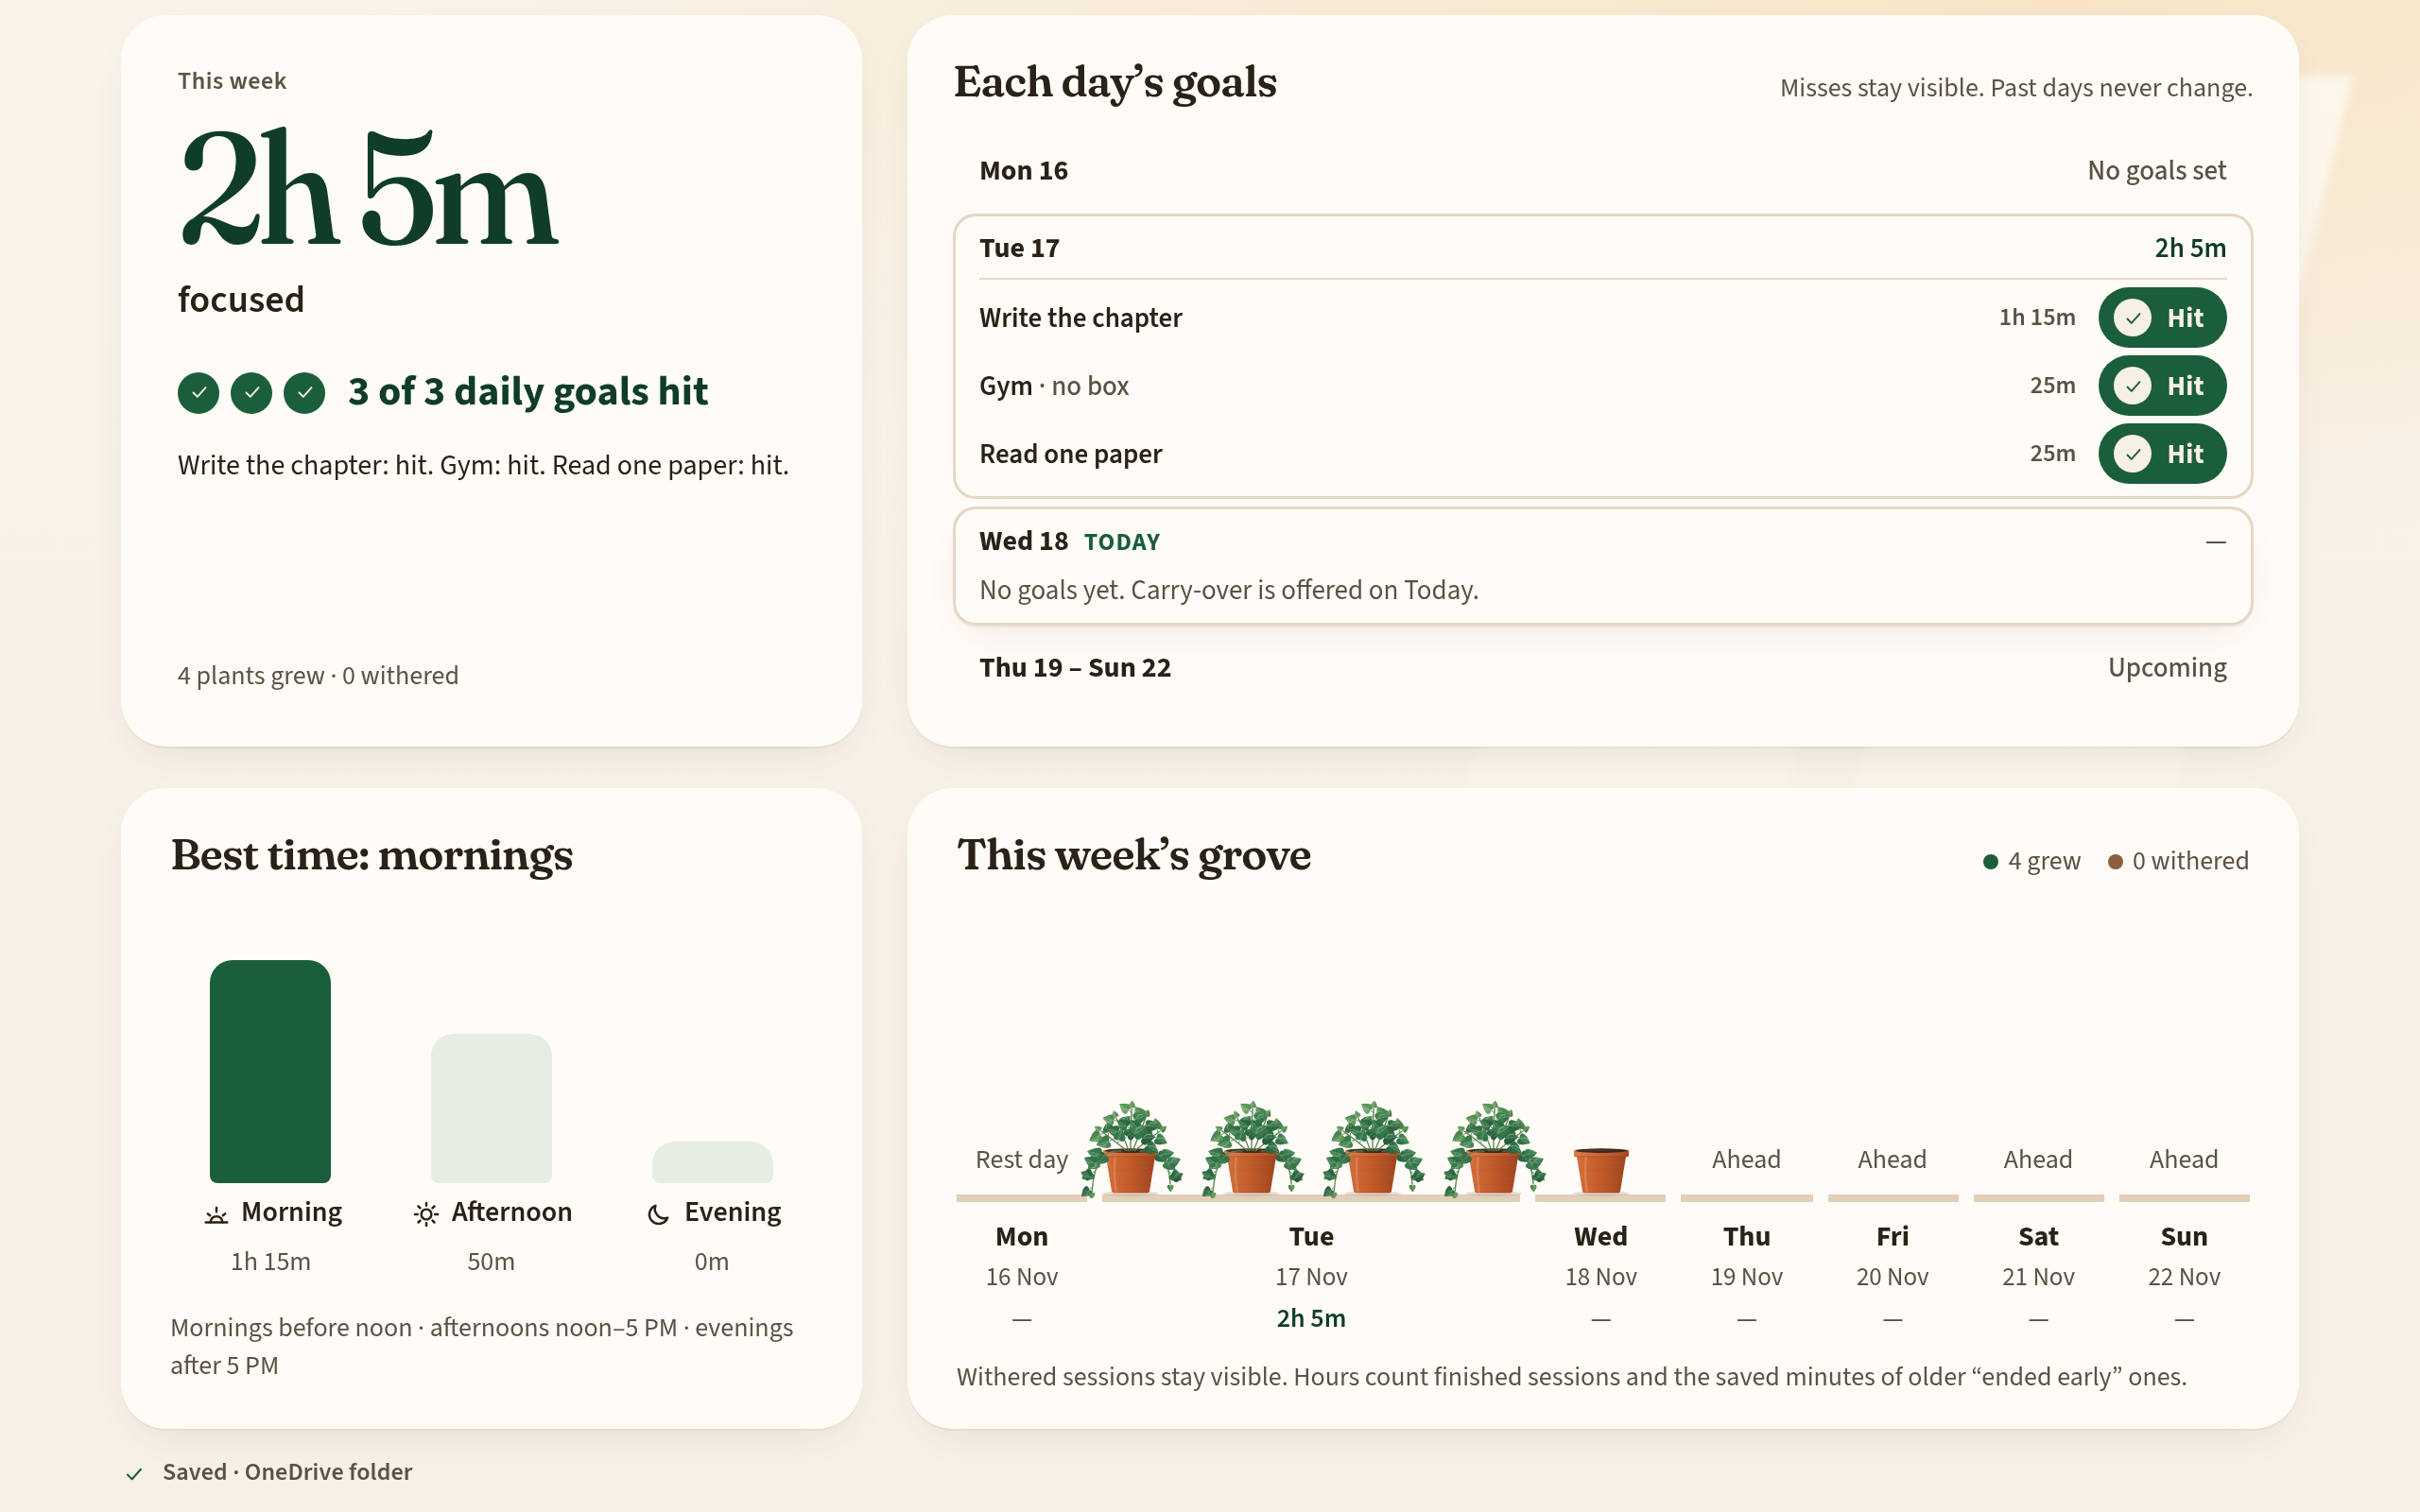 This week
2h 5m
focused
3 of 3 daily goals hit
Write the chapter: hit. Gym: hit. Read one paper: hit.
4 plants grew · 0 withered
Each day’s goals
Misses stay visible. Past days never change.
Mon 16
No goals set
Tue 17
2h 5m
Write the chapter
1h 15m
Hit
Gym · no box
25m
Hit
Read one paper
25m
Hit
Wed 18 TODAY
—
No goals yet. Carry-over is offered on Today.
Thu 19 – Sun 22
Upcoming
Best time: mornings
Morning
Afternoon
Evening
1h 15m
50m
0m
Mornings before noon · afternoons noon–5 PM · evenings
after 5 PM
This week’s grove
4 grew
0 withered
Rest day
Ahead
Ahead
Ahead
Ahead
Mon
Tue
Wed
Thu
Fri
Sat
Sun
16 Nov
17 Nov
18 Nov
19 Nov
20 Nov
21 Nov
22 Nov
—
2h 5m
—
—
—
—
—
Withered sessions stay visible. Hours count finished sessions and the saved minutes of older “ended early” ones.
Saved · OneDrive folder